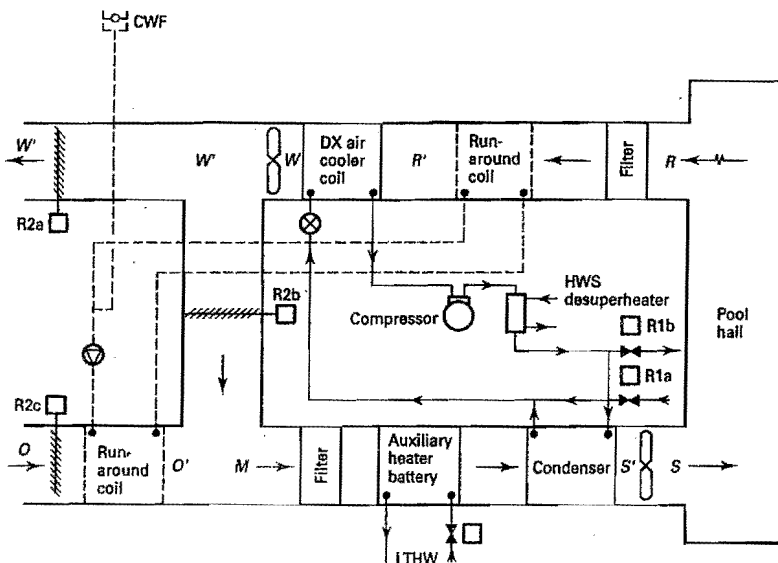 CWF
W'
W'
W
DX air
cooler
coil
R'
Run-
around
coil
Filter
R
R2a
R2b
Compressor
HWS
desuperheater
R1b
R1a
Pool
hall
R2c
O
Run-
around
coil
O'
M
Filter
Auxiliary
heater
battery
Condenser
S'
S
LTHW